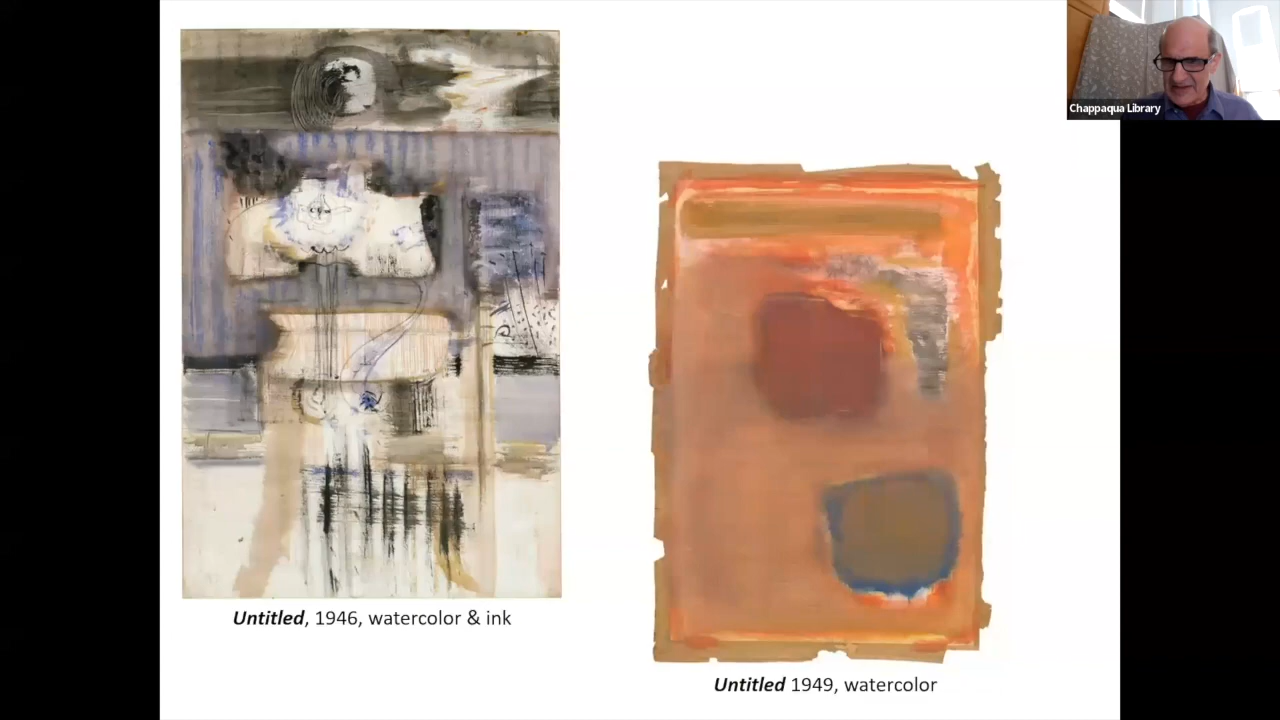 Chappaqua Library
Untitled, 1946, watercolor & ink
Untitled 1949, watercolor